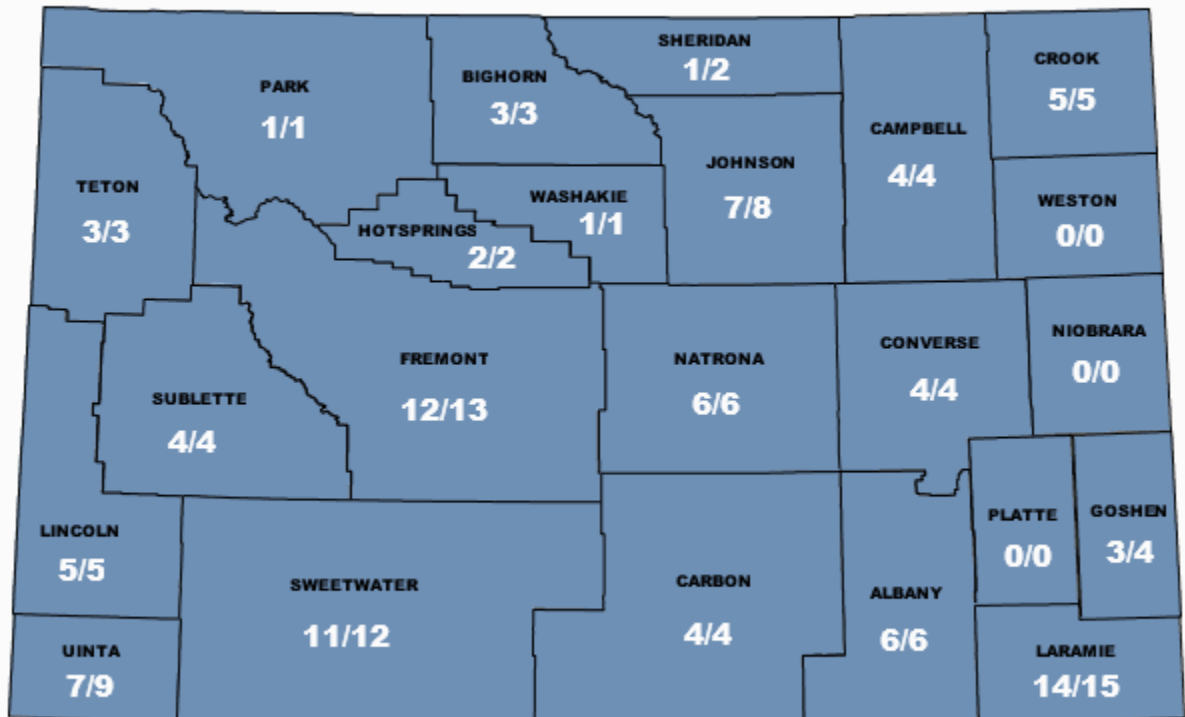 SHERIDAN
1/2
CROOK
5/5
BIGHORN
3/3
PARK
1/1
CAMPBELL
4/4
JOHNSON
7/8
TETON
3/3
WASHAKIE
1/1
WESTON
0/0
HOTSPRINGS
2/2
NIOBRARA
0/0
CONVERSE
4/4
FREMONT
12/13
NATRONA
6/6
SUBLETTE
4/4
GOSHEN
3/4
PLATTE
0/0
LINCOLN
5/5
SWEETWATER
11/12
CARBON
4/4
ALBANY
6/6
UINTA
7/9
LARAMIE
14/15